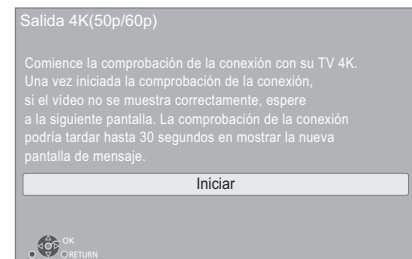 Salida 4K(50p/60p)
Comience la comprobación de la conexión con su TV 4K.
Una vez iniciada la comprobación de la conexión,
si el vídeo no se muestra correctamente, espere
a la siguiente pantalla. La comprobación de la conexión
podría tardar hasta 30 segundos en mostrar la nueva
pantalla de mensaje.
Iniciar
OK
RETURN